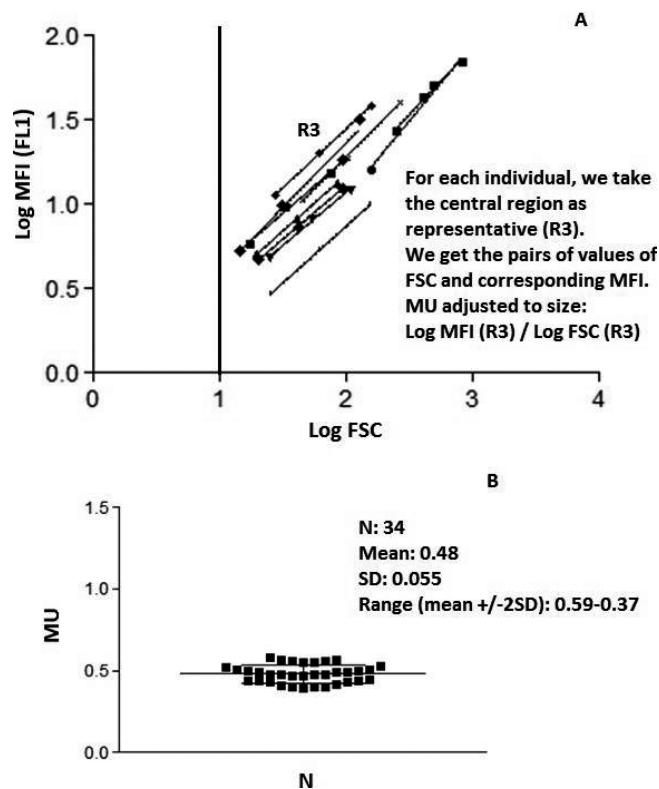 A
2.0
1.5
1.0
0.5
0.0
Log MFI (FL1)
R3
For each individual, we take
the central region as
representative (R3).
We get the pairs of values of
FSC and corresponding MFI.
MU adjusted to size:
Log MFI (R3) / Log FSC (R3)
0 1 2 3 4
Log FSC
B
1.5
1.0
0.5
0.0
MU
N: 34
Mean: 0.48
SD: 0.055
Range (mean +/-2SD): 0.59-0.37
N